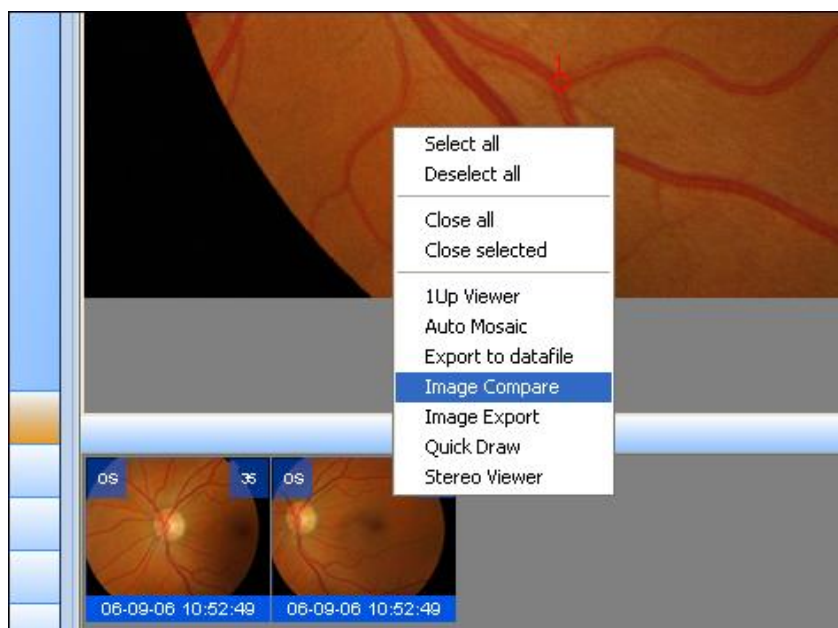 Select all
Deselect all
Close all
Close selected
1Up Viewer
Auto Mosaic
Export to datafile
Image Compare
Image Export
Quick Draw
Stereo Viewer
OS 35 OS
06-09-06 10:52:49 06-09-06 10:52:49